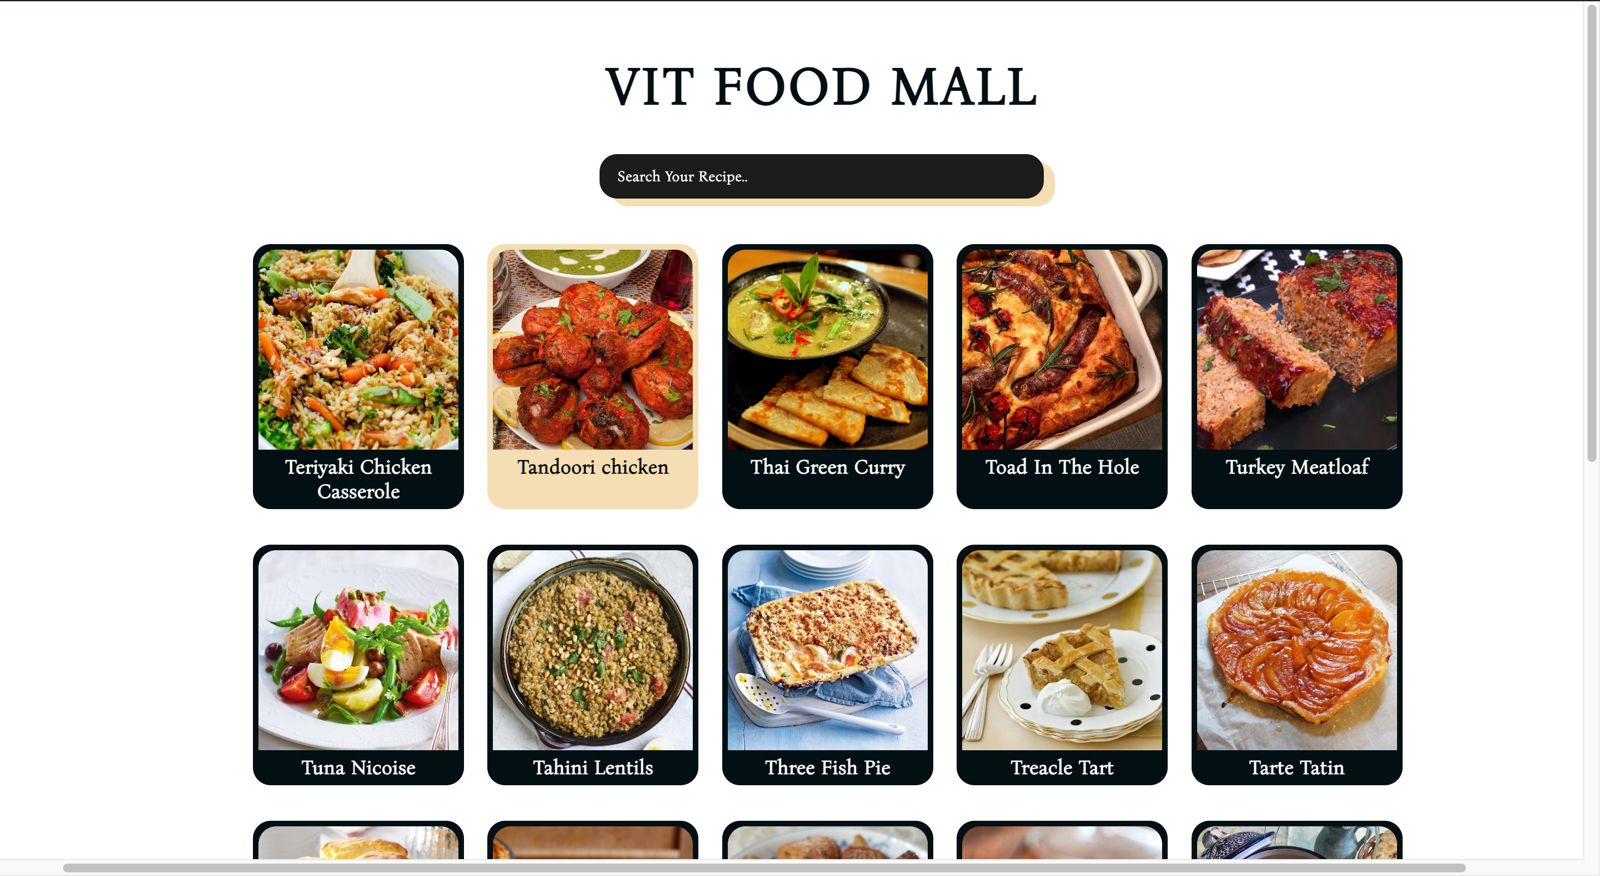 VIT FOOD MALL
Search Your Recipe..
Teriyaki Chicken
Casserole
Tandoori chicken
Thai Green Curry
Toad In The Hole
Turkey Meatloaf
Tuna Nicoise
Tahini Lentils
Three Fish Pie
Treacle Tart
Tarte Tatin